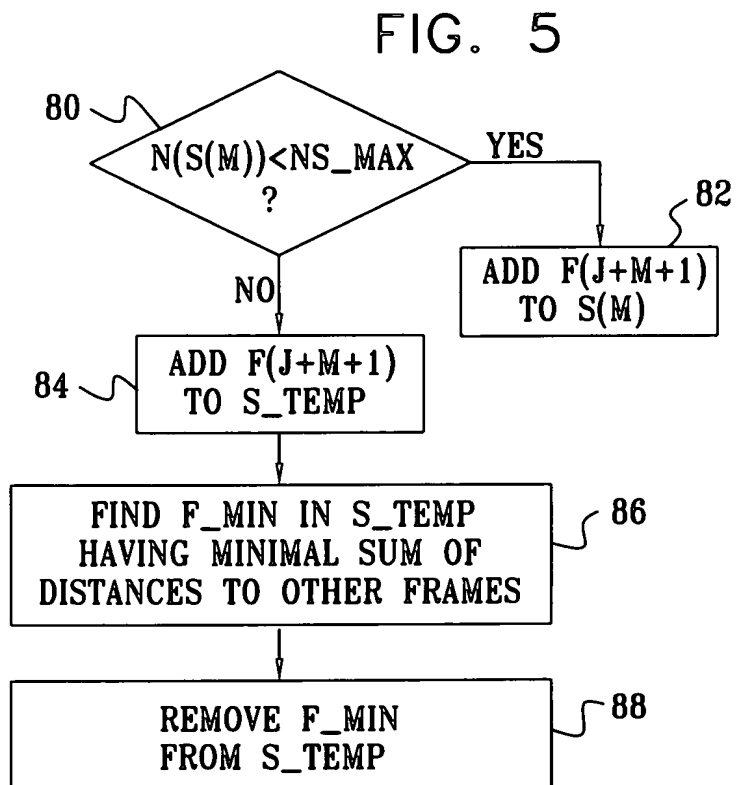 FIG. 5
80
N(S(M))<NS_MAX
?
YES
82
ADD F(J+M+1)
TO S(M)
NO
84
ADD F(J+M+1)
TO S_TEMP
FIND F_MIN IN S_TEMP
HAVING MINIMAL SUM OF
DISTANCES TO OTHER FRAMES
86
REMOVE F_MIN
FROM S_TEMP
88